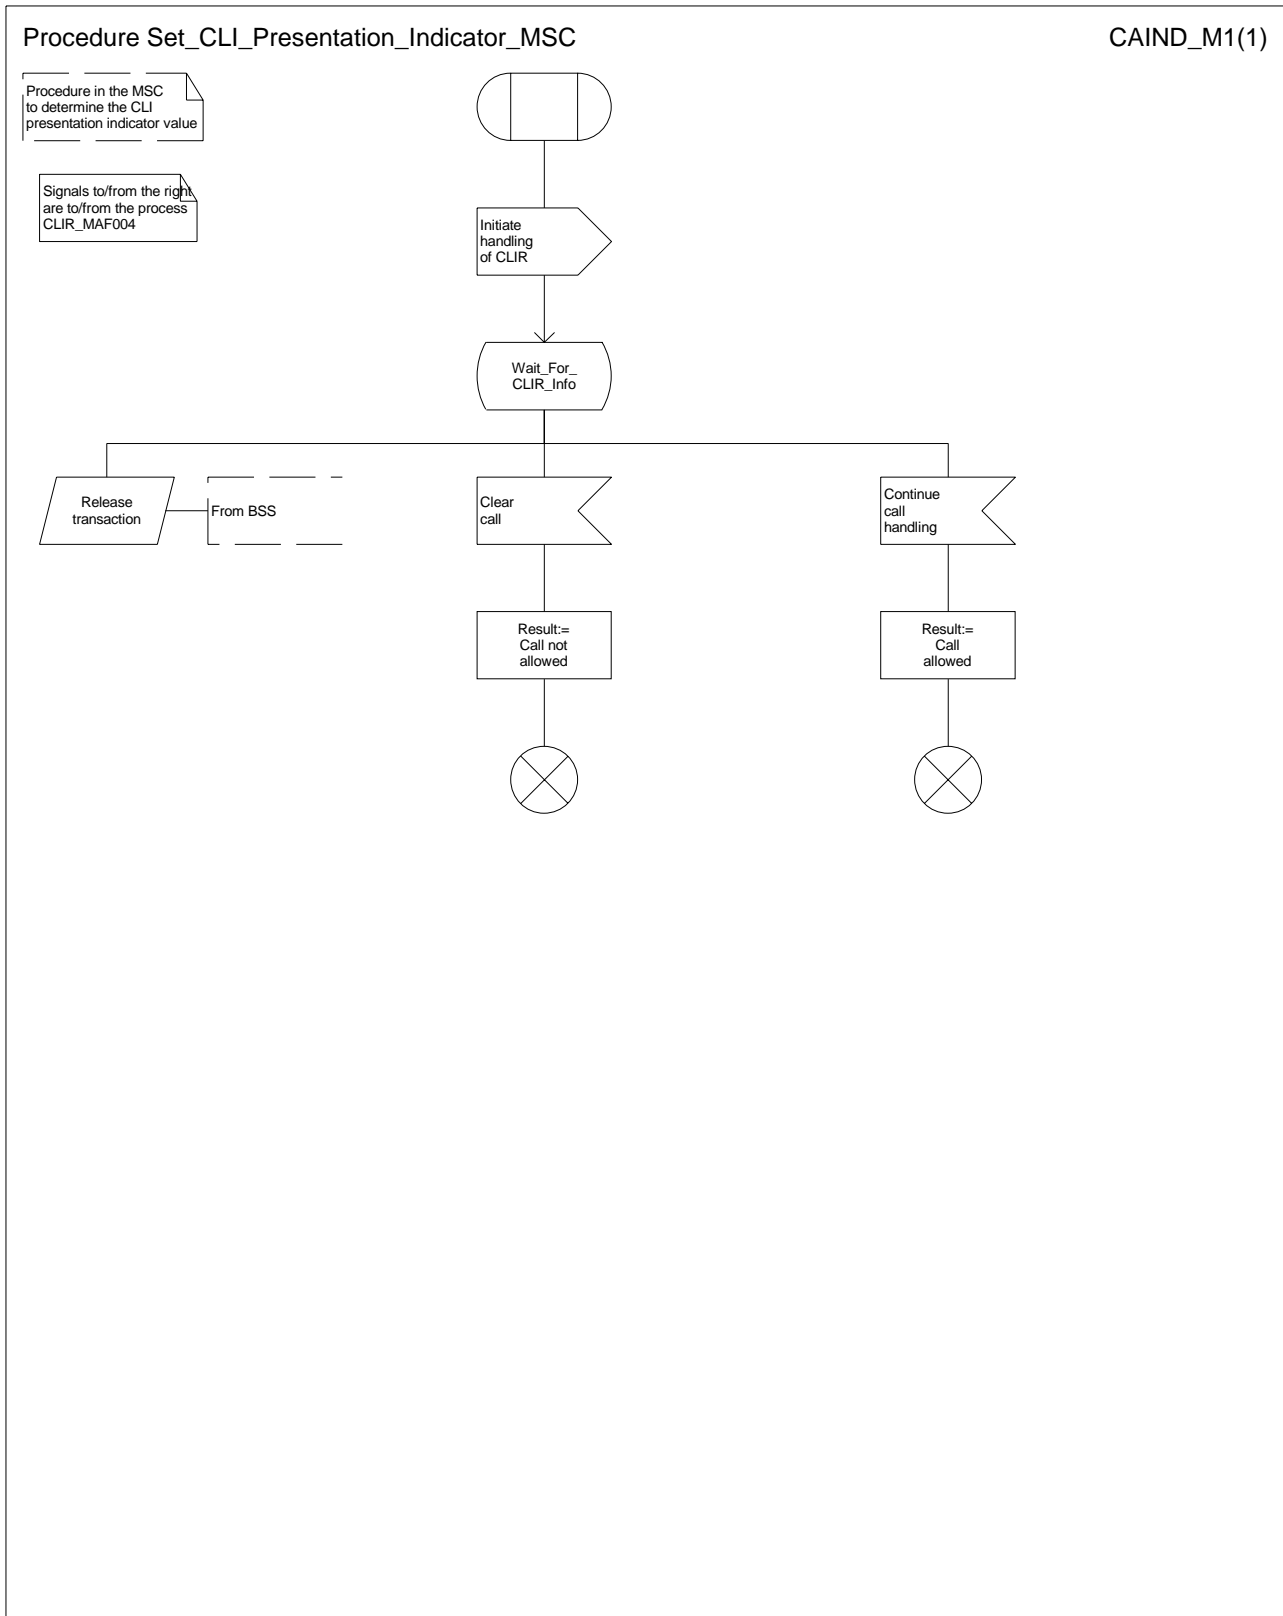 Procedure Set_CLI_Presentation_Indicator_MSC
CAIND_M1(1)
Procedure in the MSC
to determine the CLI
presentation indicator value
Signals to/from the right
are to/from the process
CLIR_MAF004
Initiate
handling
of CLIR
Wait_For_
CLIR_Info
Release
transaction
From BSS
Clear
call
Continue
call
handling
Result:=
Call not
allowed
Result:=
Call
allowed